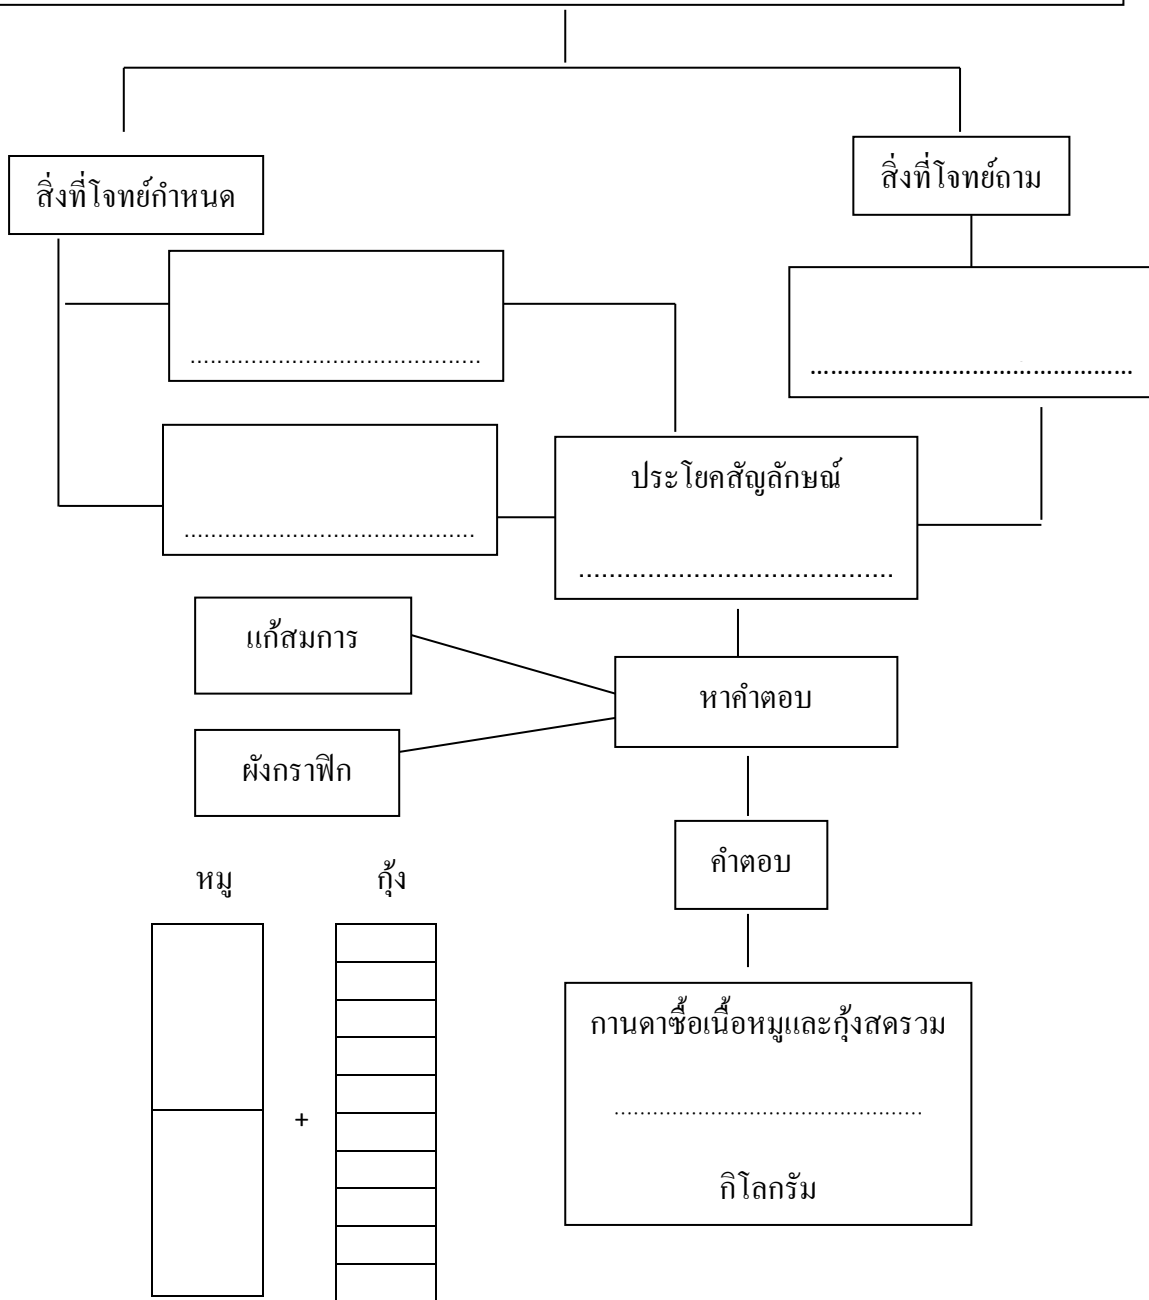 สิ่งที่โจทย์กำหนด
สิ่งที่โจทย์ถาม
...........................................
................................................
...........................................
ประโยคสัญลักษณ์
.........................................
แก้สมการ
หาคำตอบ
ผังกราฟิก
คำตอบ
หมู
กุ้ง
กานดาซื้อเนื้อหมูและกุ้งสดรวม
................................................
กิโลกรัม
+